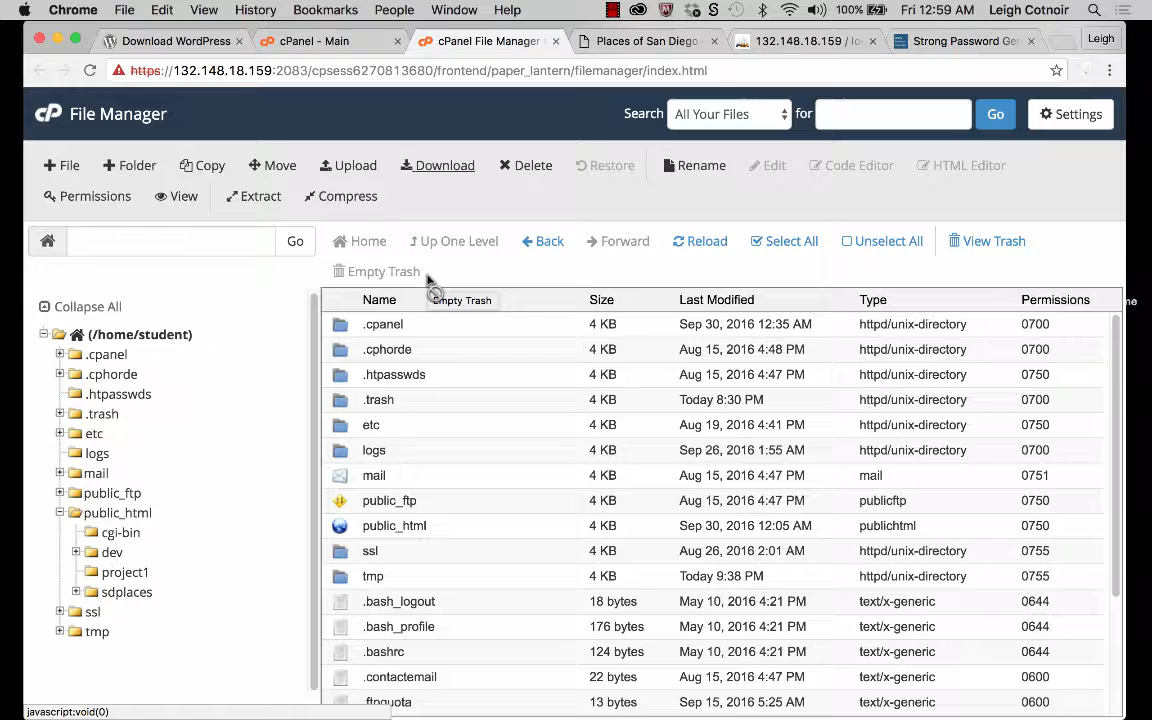 Chrome File Edit View History Bookmarks People Window Help 100% Fri 12:59 AM Leigh Cotnoir
Download WordPress cPanel - Main cPanel File Manager Places of San Diego 132.148.18.159 / lo Strong Password Ge Leigh
https://132.148.18.159:2083/cpsess6270813680/frontend/paper_lantern/filemanager/index.html
cP File Manager Search All Your Files for Go Settings
File Folder Copy Move Upload Download Delete Restore Rename Edit Code Editor HTML Editor
Permissions View Extract Compress
Go Home Up One Level Back Forward Reload Select All Unselect All View Trash
Empty Trash
Empty Trash
Collapse All
(/home/student)
.cpanel
.cphorde
.htpasswds
.trash
etc
logs
mail
public_ftp
public_html
cgi-bin
dev
project1
sdplaces
ssl
tmp
Name Size Last Modified Type Permissions
.cpanel 4 KB Sep 30, 2016 12:35 AM httpd/unix-directory 0700
.cphorde 4 KB Aug 15, 2016 4:48 PM httpd/unix-directory 0700
.htpasswds 4 KB Aug 15, 2016 4:47 PM httpd/unix-directory 0750
.trash 4 KB Today 8:30 PM httpd/unix-directory 0700
etc 4 KB Aug 19, 2016 4:41 PM httpd/unix-directory 0750
logs 4 KB Sep 26, 2016 1:55 AM httpd/unix-directory 0700
mail 4 KB Aug 15, 2016 4:47 PM mail 0751
public_ftp 4 KB Aug 15, 2016 4:47 PM publicftp 0750
public_html 4 KB Sep 30, 2016 12:05 AM publichtml 0750
ssl 4 KB Aug 26, 2016 2:01 AM httpd/unix-directory 0755
tmp 4 KB Today 9:38 PM httpd/unix-directory 0755
.bash_logout 18 bytes May 10, 2016 4:21 PM text/x-generic 0644
.bash_profile 176 bytes May 10, 2016 4:21 PM text/x-generic 0644
.bashrc 124 bytes May 10, 2016 4:21 PM text/x-generic 0644
.contactemail 22 bytes Aug 15, 2016 4:47 PM text/x-generic 0600
.ftpquota 13 bytes Sep 15, 2016 5:25 AM text/x-generic 0600
javascript:void(0)